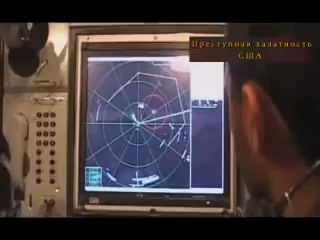 Преступная халатность
США